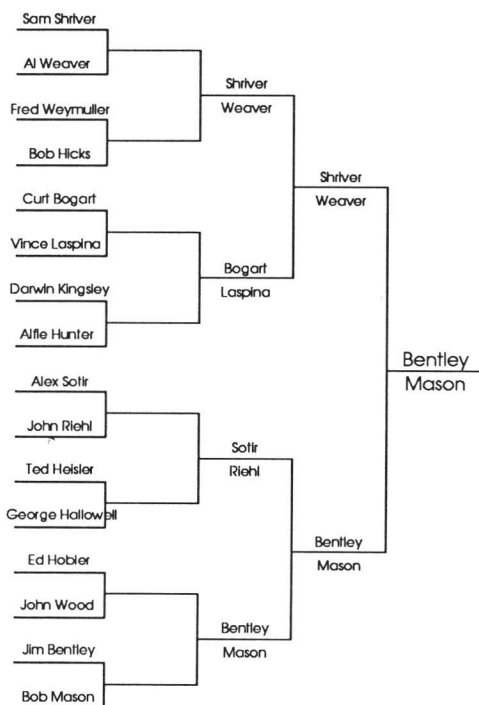 Sam Shriver
Al Weaver
Fred Weymuller
Bob Hicks
Curt Bogart
Vince Laspina
Darwin Kingsley
Alfie Hunter
Alex Sotir
John Riehl
Ted Heisler
George Hallowell
Ed Hobler
John Wood
Jim Bentley
Bob Mason
Shriver
Weaver
Bogart
Laspina
Sotir
Riehl
Bentley
Mason
Shriver
Weaver
Bentley
Mason
Bentley
Mason